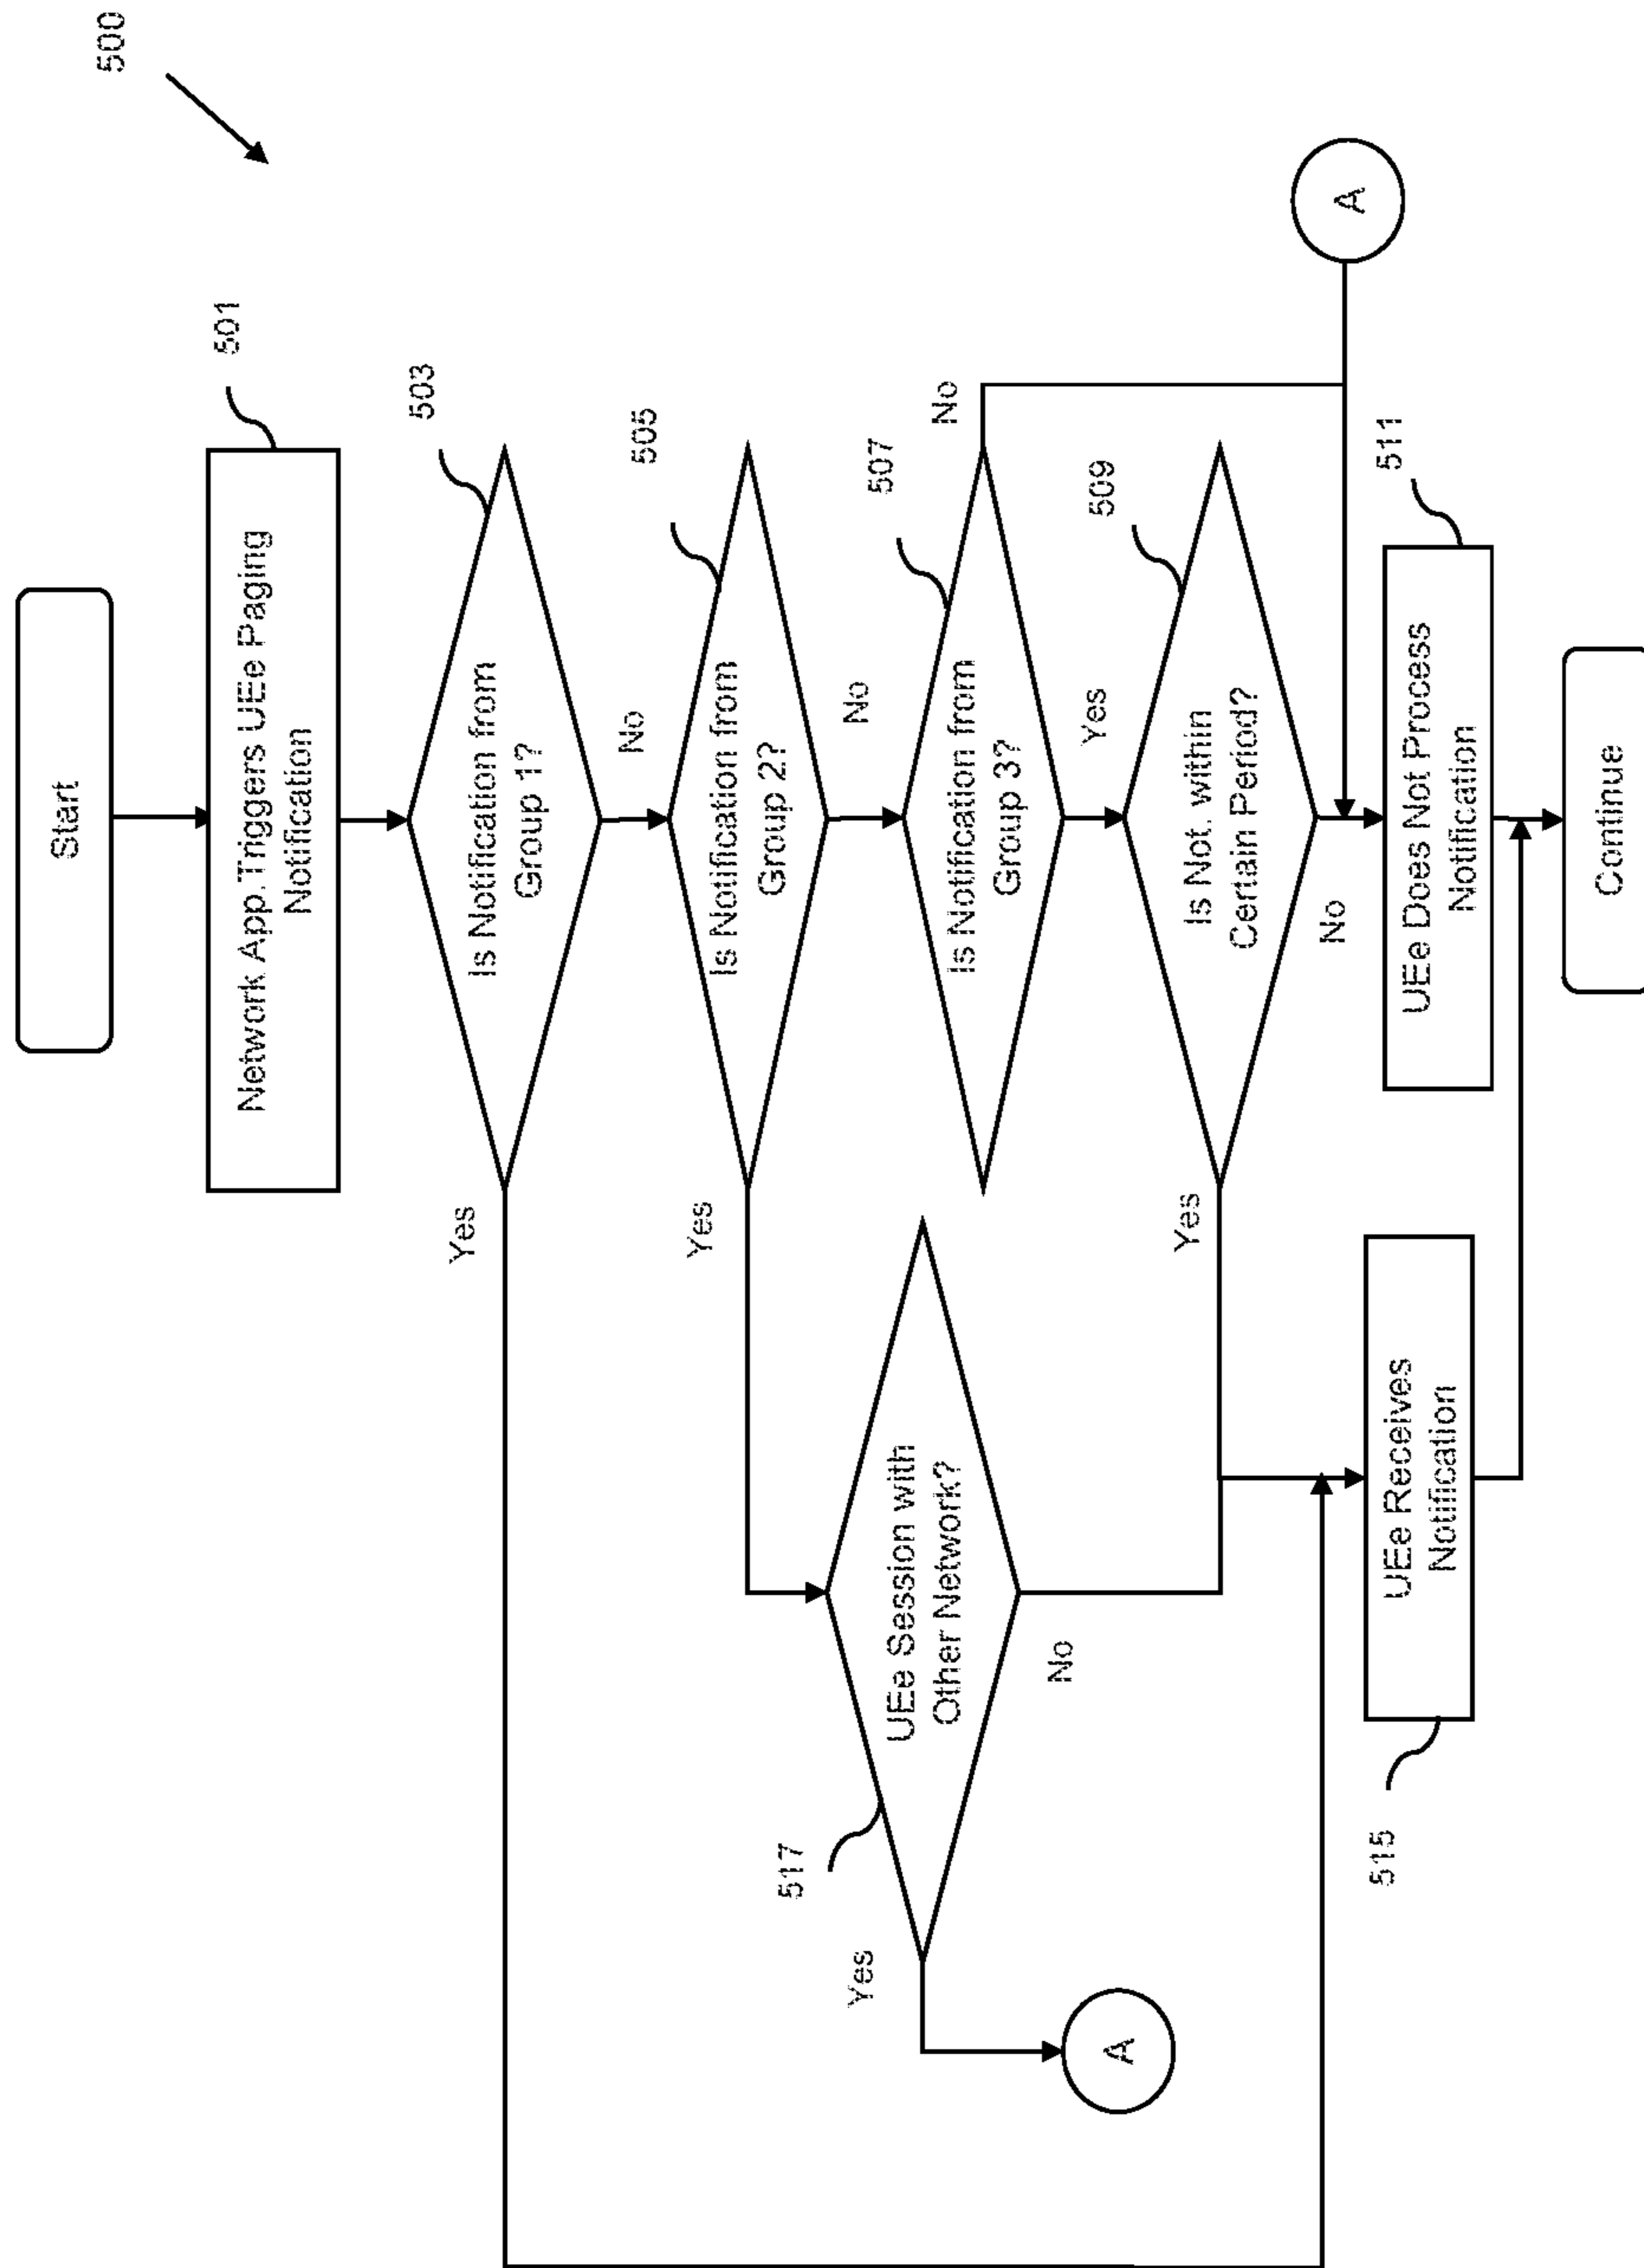 500
Start
501
Network App.Triggers UEe Paging
Notification
503
Is Notification from
Group 1?
Yes
No
505
Is Notification from
Group 2?
Yes
No
507
Is Notification from
Group 3?
No
Yes
517
UEe Session with
Other Network?
Yes
No
A
509
Is Not. within
Certain Period?
Yes
No
A
511
UEe Does Not Process
Notification
515
UEe Receives
Notification
Continue